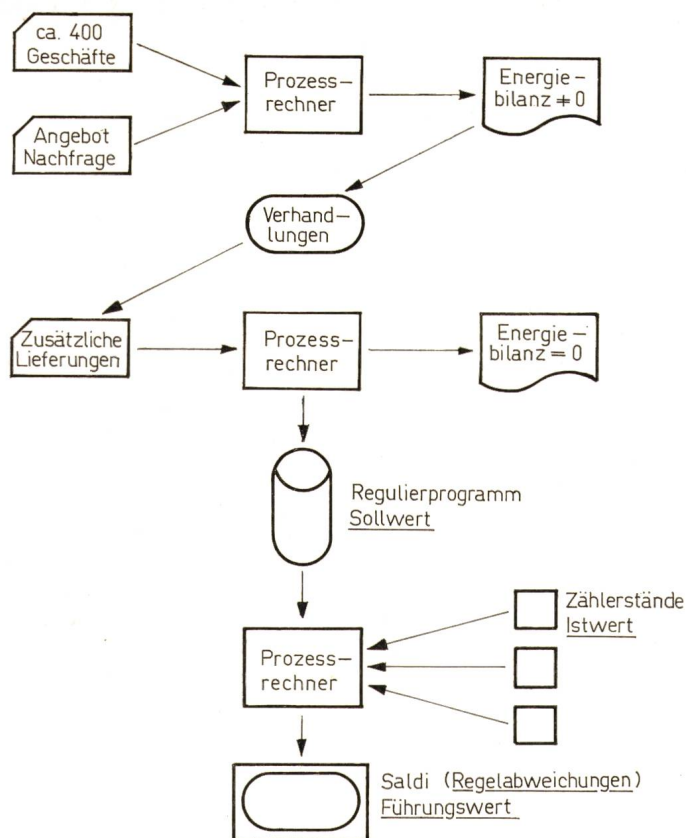 ca. 400
Geschäfte
Prozess-
rechner
Energie-
bilanz ≠ 0
Angebot
Nachfrage
Verhand-
lungen
Zusätzliche
Lieferungen
Prozess-
rechner
Energie-
bilanz = 0
Regulierprogramm
Sollwert
Zählerstände
Istwert
Prozess-
rechner
Saldi (Regelabweichungen)
Führungswert